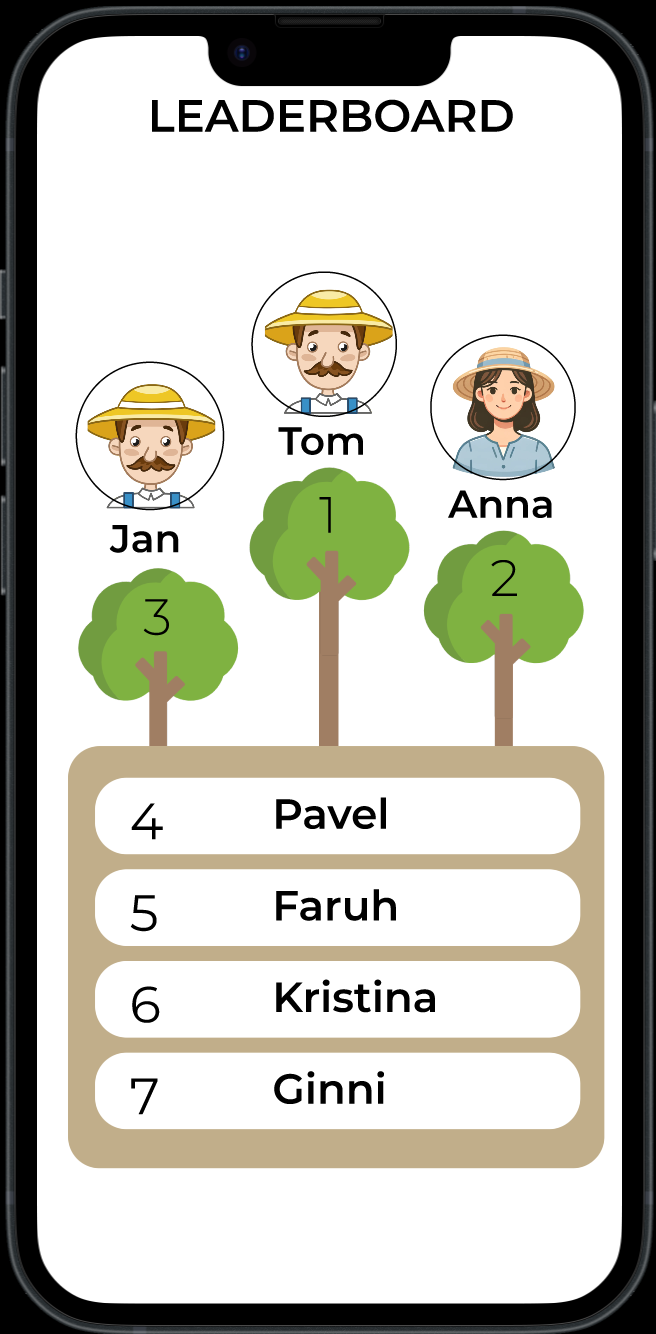 LEADERBOARD
Tom
1
Anna
2
Jan
3
4 Pavel
5 Faruh
6 Kristina
7 Ginni